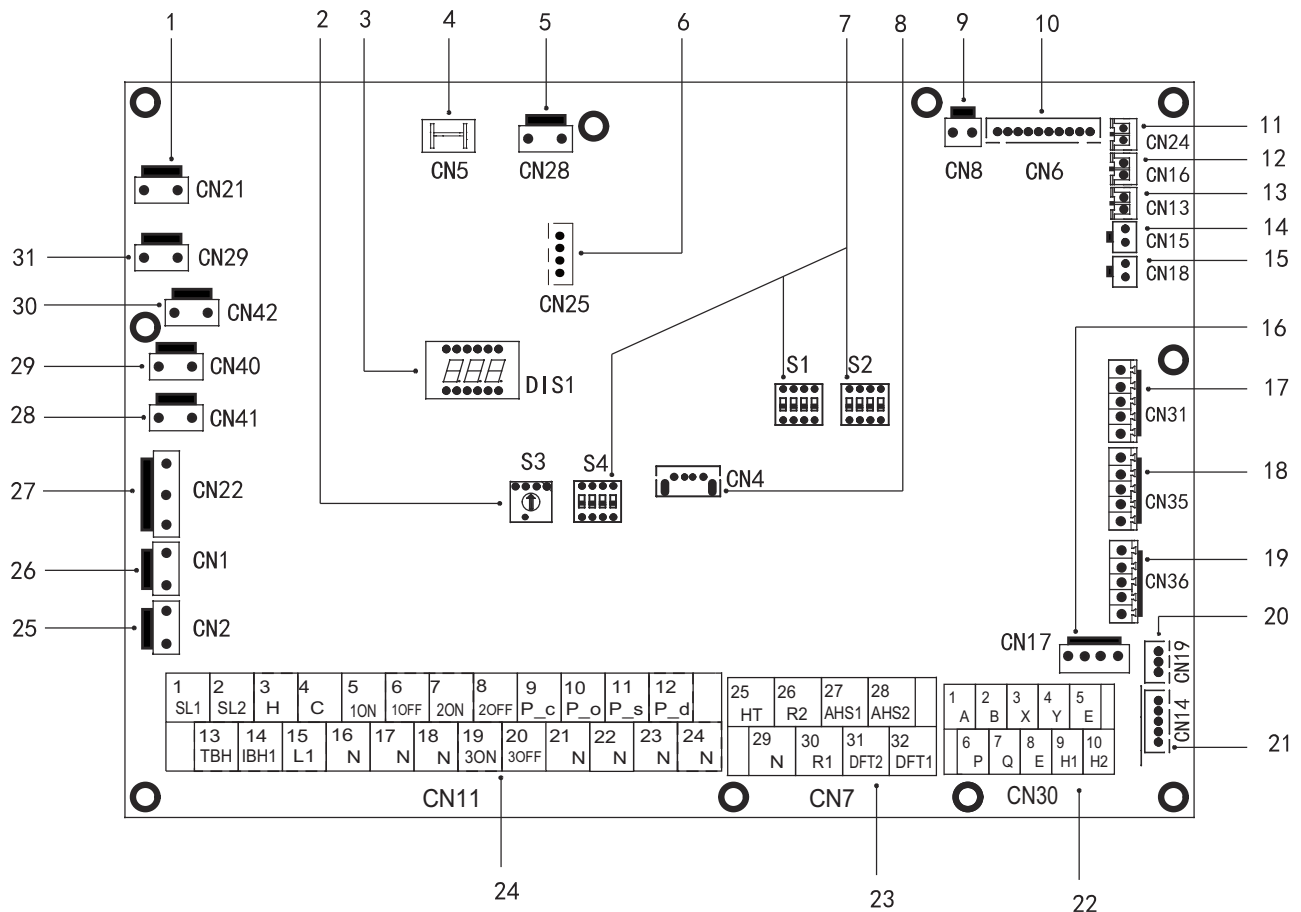 1 2 3 4 5 6 7 8 9 10
11
CN24
12
CN16
13
CN13
14
CN15
15
CN18
CN5 CN28 CN8 CN6
CN21
31 CN29
30 CN42
CN25
29 CN40
28 CN41
DIS1
S1 S2
16
17
CN31
S3 S4 CN4
27 CN22
18
CN35
26 CN1
19
CN36
25 CN2
CN17
20
CN19
CN14
21
1 2 3 4 5 6 7 8 9 10 11 12
SL1 SL2 H C 1ON 1OFF 2ON 2OFF P_c P_o P_s P_d
13 14 15 16 17 18 19 20 21 22 23 24
TBH IBH1 L1 N N N 3ON 3OFF N N N N
CN11
25 26 27 28
HT R2 AHS1 AHS2
29 30 31 32
N R1 DFT2 DFT1
CN7
1 2 3 4 5
A B X Y E
6 7 8 9 10
P Q E H1 H2
CN30
24 23 22